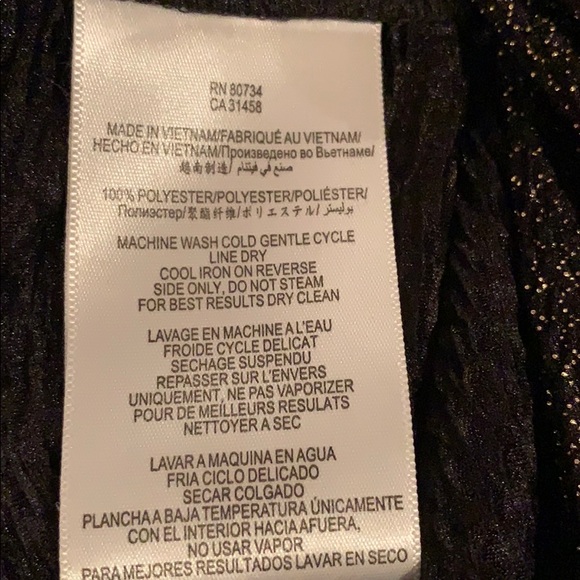 RN 80734
CA 31458
MADE IN VIETNAM/FABRIQUÉ AU VIETNAM/
HECHO EN VIETNAM/Произведено во Вьетнаме/
越南制造/ صنع في فيتنام/
100% POLYESTER/POLYESTER/POLIÉSTER/
Полиэстер/聚酯纤维/ポリエステル/ بوليستر/
MACHINE WASH COLD GENTLE CYCLE
LINE DRY
COOL IRON ON REVERSE
SIDE ONLY, DO NOT STEAM
FOR BEST RESULTS DRY CLEAN
LAVAGE EN MACHINE A L'EAU
FROIDE CYCLE DELICAT
SECHAGE SUSPENDU
REPASSER SUR L'ENVERS
UNIQUEMENT, NE PAS VAPORIZER
POUR DE MEILLEURS RESULATS
NETTOYER A SEC
LAVAR A MAQUINA EN AGUA
FRIA CICLO DELICADO
SECAR COLGADO
PLANCHA A BAJA TEMPERATURA ÚNICAMENTE
CON EL INTERIOR HACIA AFUERA,
NO USAR VAPOR
PARA MEJORES RESULTADOS LAVAR EN SECO